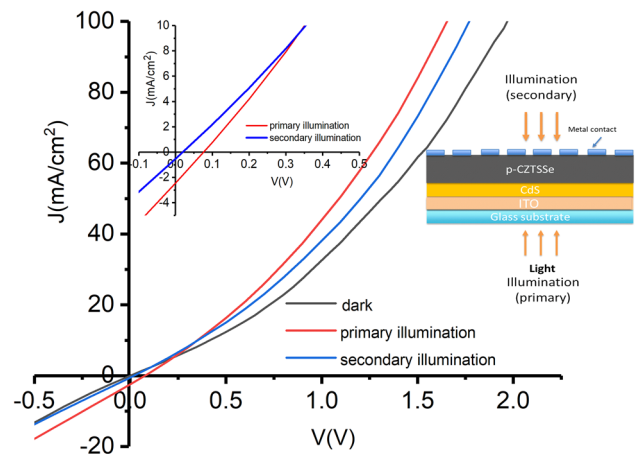 100
80
60
40
20
0
-20
J(mA/cm²)
-0.5
0.0
0.5
1.0
1.5
2.0
V(V)
dark
primary illumination
secondary illumination
10
8
6
4
2
0
-2
-4
J(mA/cm²)
-0.1
0.0
0.1
0.2
0.3
0.4
0.5
V(V)
primary illumination
secondary illumination
Illumination
(secondary)
Metal contact
p-CZTSSe
CdS
ITO
Glass substrate
Light
Illumination
(primary)